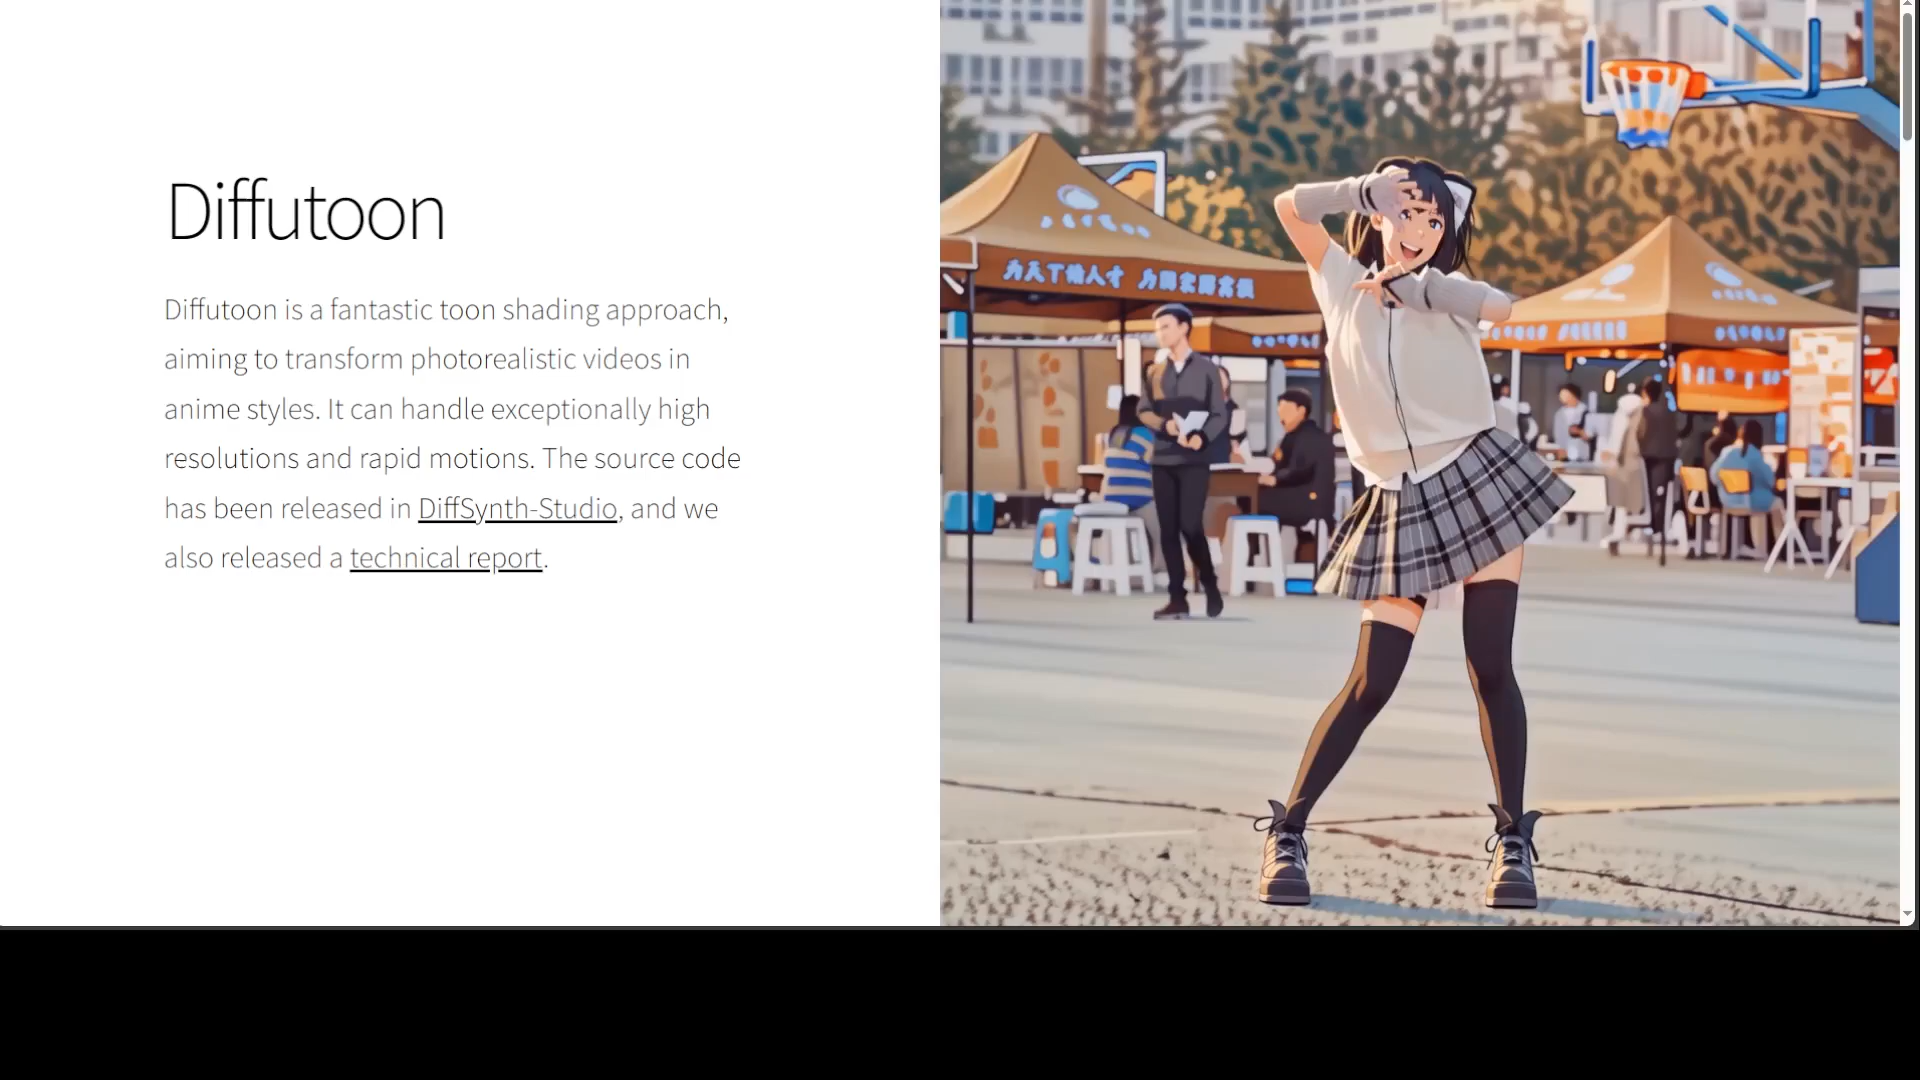 Diffutoon
Diffutoon is a fantastic toon shading approach,
aiming to transform photorealistic videos in
anime styles. It can handle exceptionally high
resolutions and rapid motions. The source code
has been released in DiffSynth-Studio, and we
also released a technical report.